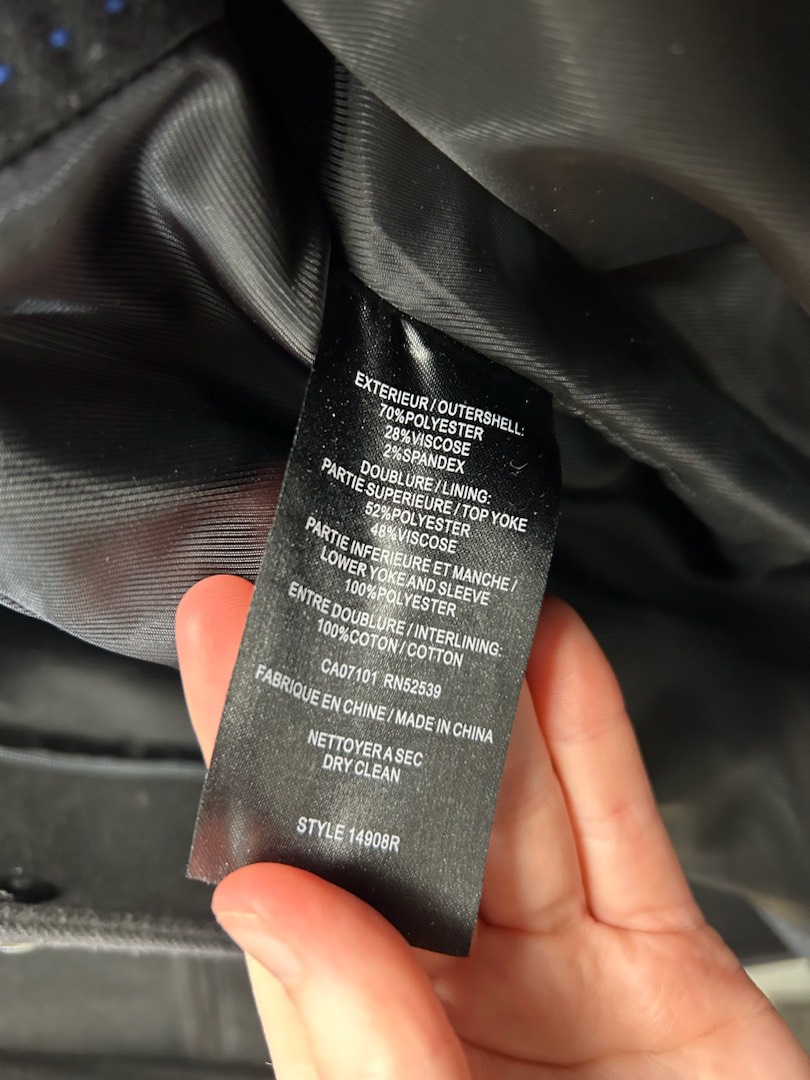 EXTERIEUR / OUTERSHELL:
70%POLYESTER
28%VISCOSE
2%SPANDEX
DOUBLURE / LINING:
PARTIE SUPERIEURE / TOP YOKE
52%POLYESTER
48%VISCOSE
PARTIE INFERIEURE ET MANCHE /
LOWER YOKE AND SLEEVE
100%POLYESTER
ENTRE DOUBLURE / INTERLINING:
100%COTON / COTTON
CA07101 RN52539
FABRIQUE EN CHINE / MADE IN CHINA
NETTOYER A SEC
DRY CLEAN
STYLE 14908R